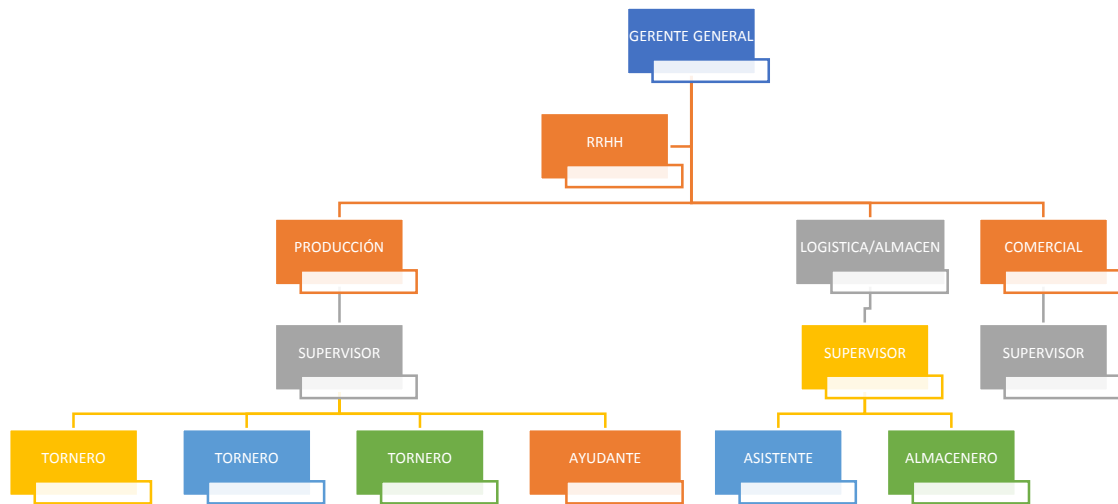 GERENTE GENERAL
RRHH
PRODUCCIÓN
LOGISTICA/ALMACEN
COMERCIAL
SUPERVISOR
SUPERVISOR
SUPERVISOR
TORNERO
TORNERO
TORNERO
AYUDANTE
ASISTENTE
ALMACENERO